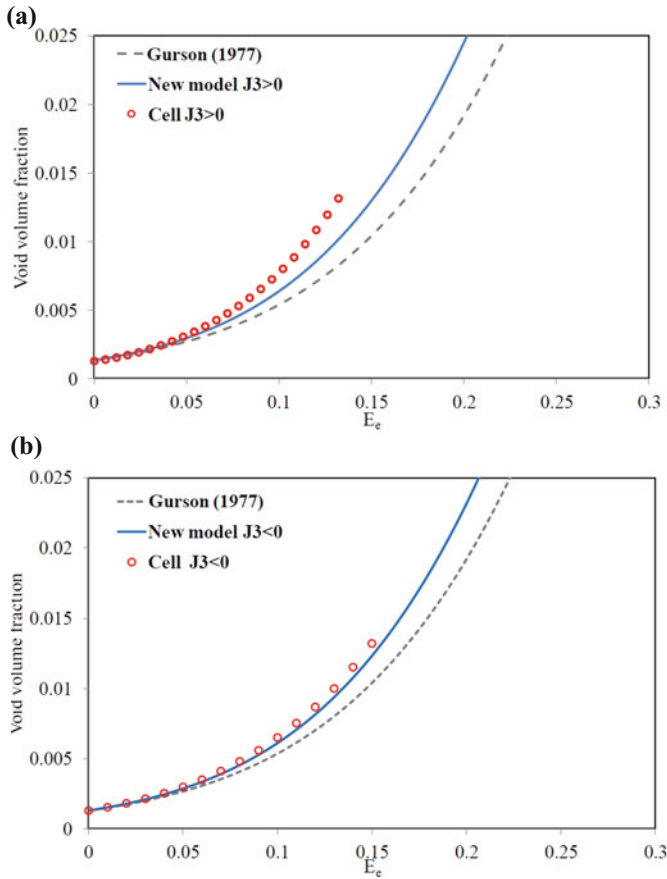 (a)
0.025
0.02
0.015
0.01
0.005
0
Void volume fraction
Gurson (1977)
New model J3>0
Cell J3>0
0 0.05 0.1 0.15 0.2 0.25 0.3
Ee
(b)
0.025
0.02
0.015
0.01
0.005
0
Void volume fraction
Gurson (1977)
New model J3<0
Cell J3<0
0 0.05 0.1 0.15 0.2 0.25 0.3
Ee